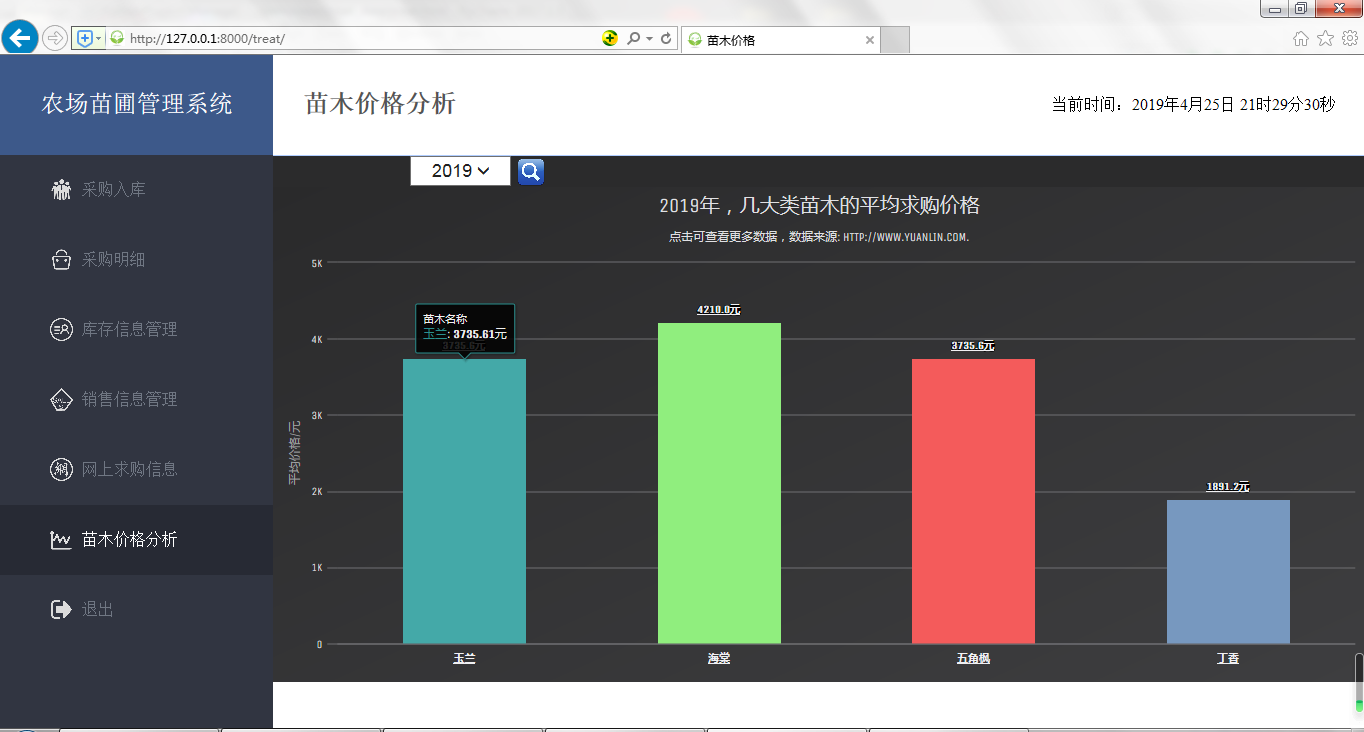 http://127.0.0.1:8000/treat/
苗木价格
农场苗圃管理系统
苗木价格分析
当前时间：2019年4月25日 21时29分30秒
采购入库
采购明细
库存信息管理
销售信息管理
网上求购信息
苗木价格分析
退出
2019
2019年，几大类苗木的平均求购价格
点击可查看更多数据，数据来源: HTTP://WWW.YUANLIN.COM.
平均价格/元
5K
4K
3K
2K
1K
0
苗木名称
玉兰: 3735.61元
3735.6元
4210.0元
3735.6元
1891.2元
玉兰
海棠
五角枫
丁香